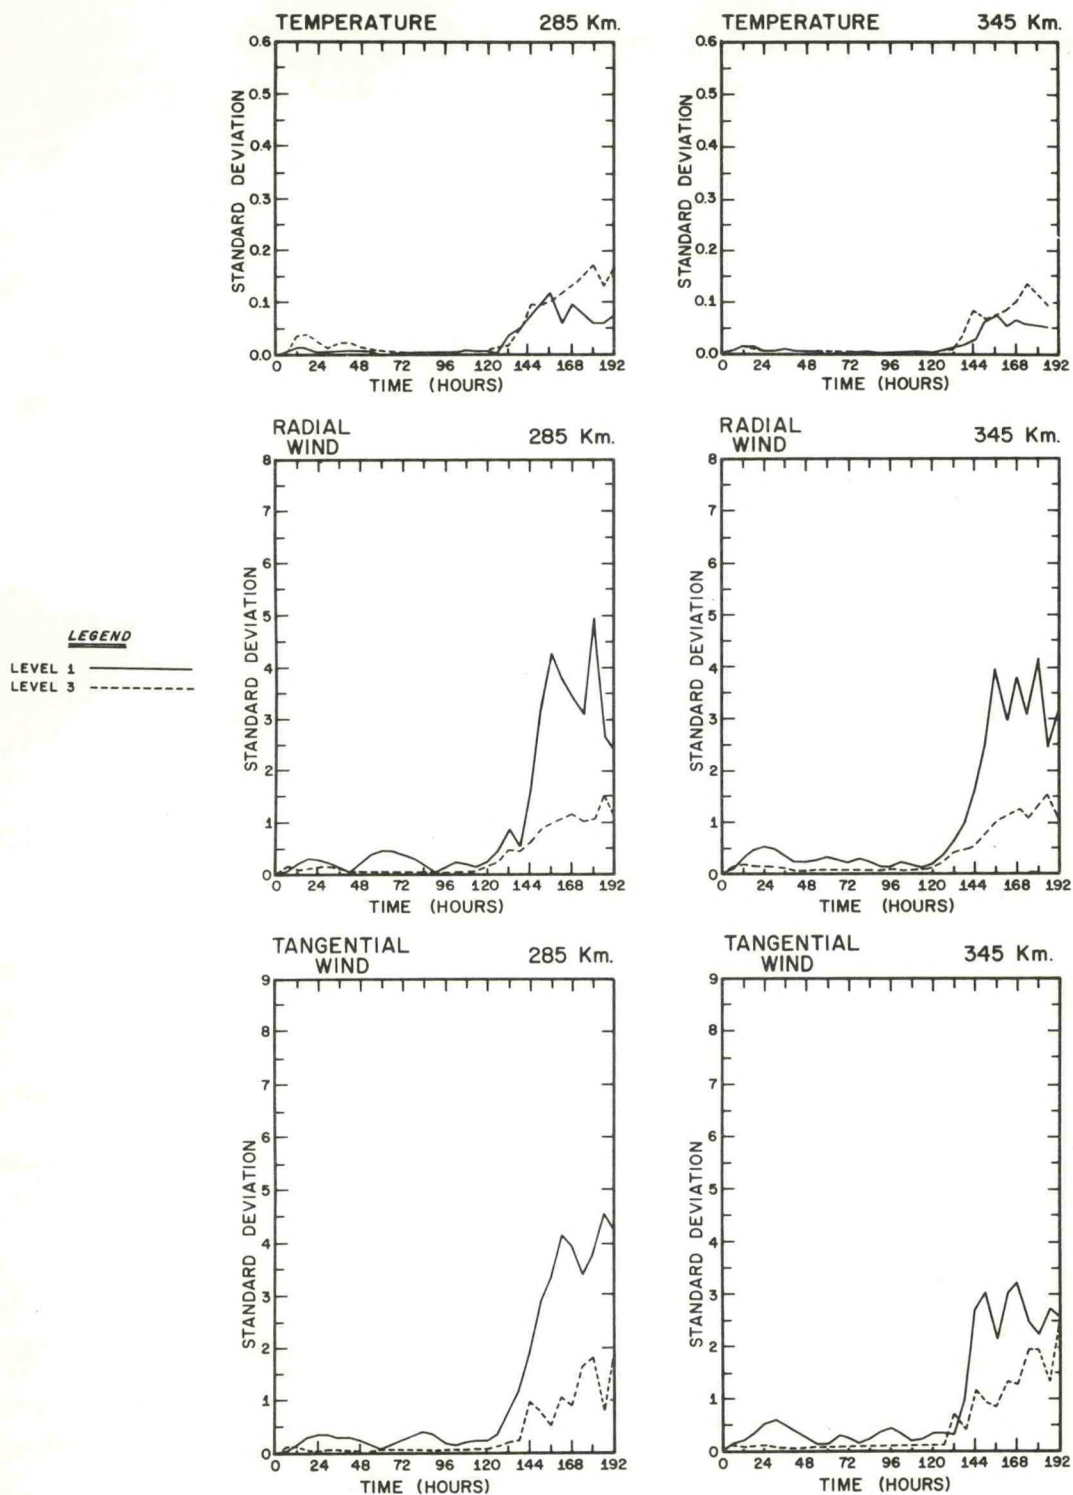 TEMPERATURE 285 Km.
STANDARD DEVIATION
0.6
0.5
0.4
0.3
0.2
0.1
0.0
0 24 48 72 96 120 144 168 192
TIME (HOURS)
TEMPERATURE 345 Km.
STANDARD DEVIATION
0.6
0.5
0.4
0.3
0.2
0.1
0.0
0 24 48 72 96 120 144 168 192
TIME (HOURS)
RADIAL
WIND
285 Km.
STANDARD DEVIATION
8
7
6
5
4
3
2
1
0
0 24 48 72 96 120 144 168 192
TIME (HOURS)
RADIAL
WIND
345 Km.
STANDARD DEVIATION
8
7
6
5
4
3
2
1
0
0 24 48 72 96 120 144 168 192
TIME (HOURS)
LEGEND
LEVEL 1
LEVEL 3
TANGENTIAL
WIND
285 Km.
STANDARD DEVIATION
9
8
7
6
5
4
3
2
1
0
0 24 48 72 96 120 144 168 192
TIME (HOURS)
TANGENTIAL
WIND
345 Km.
STANDARD DEVIATION
9
8
7
6
5
4
3
2
1
0
0 24 48 72 96 120 144 168 192
TIME (HOURS)